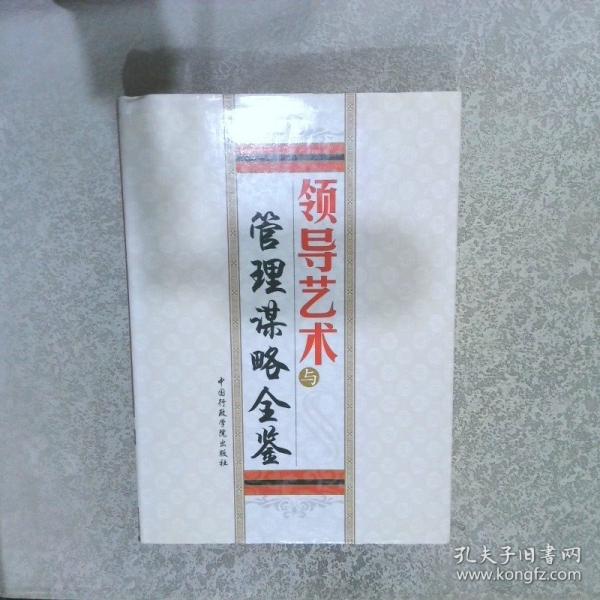 领导艺术
与
管理谋略全鉴
中国行政学院出版社
孔夫子旧书网
www.kongfz.com